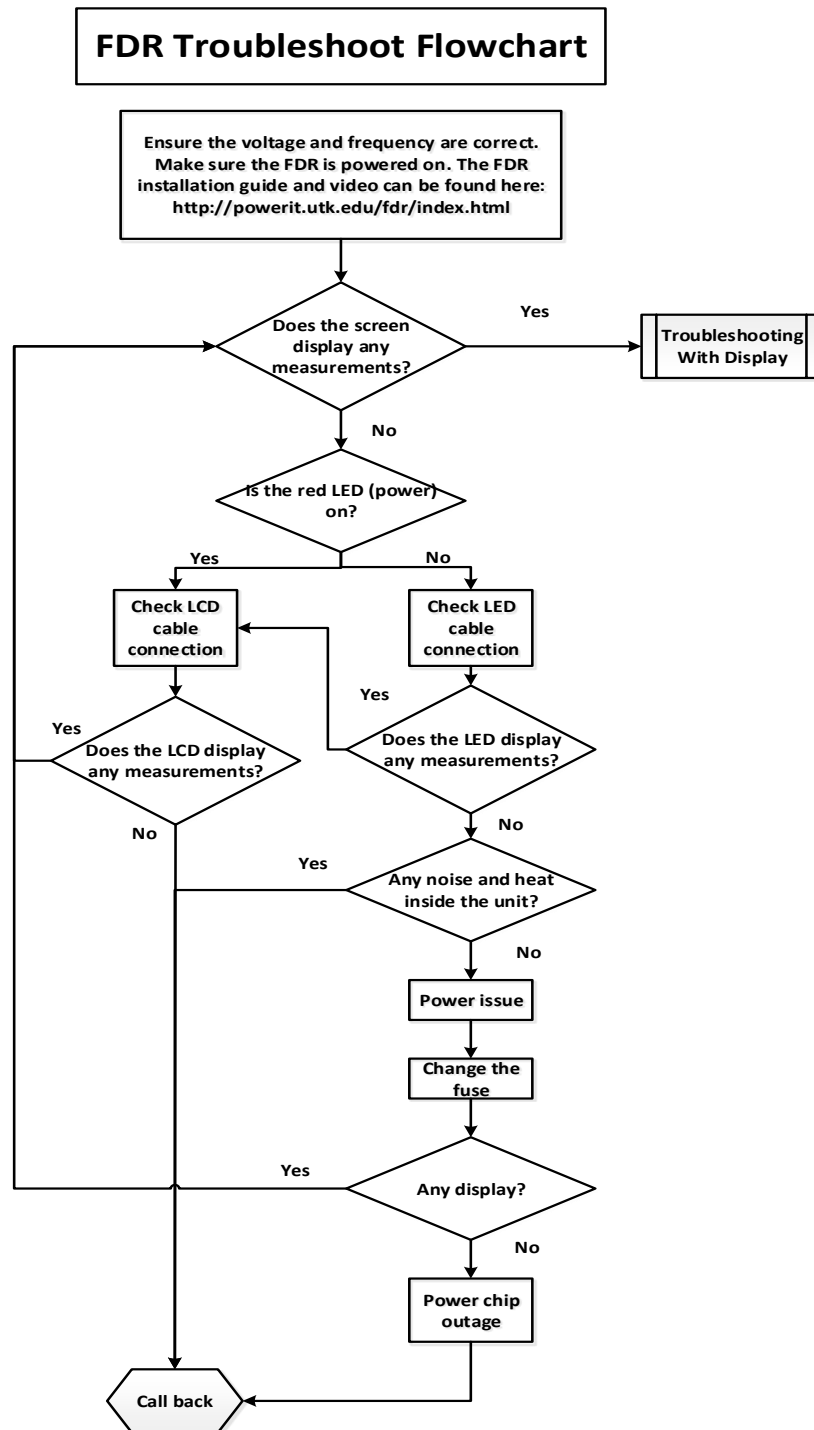 FDR Troubleshoot Flowchart
Ensure the voltage and frequency are correct.
Make sure the FDR is powered on. The FDR
installation guide and video can be found here:
http://powerit.utk.edu/fdr/index.html
Does the screen
display any
measurements?
Yes
Troubleshooting
With Display
No
Is the red LED (power)
on?
Yes
No
Check LCD
cable
connection
Check LED
cable
connection
Yes
Does the LCD display
any measurements?
No
Yes
Does the LED display
any measurements?
No
Yes
Any noise and heat
inside the unit?
No
Power issue
Change the
fuse
Yes
Any display?
No
Power chip
outage
Call back